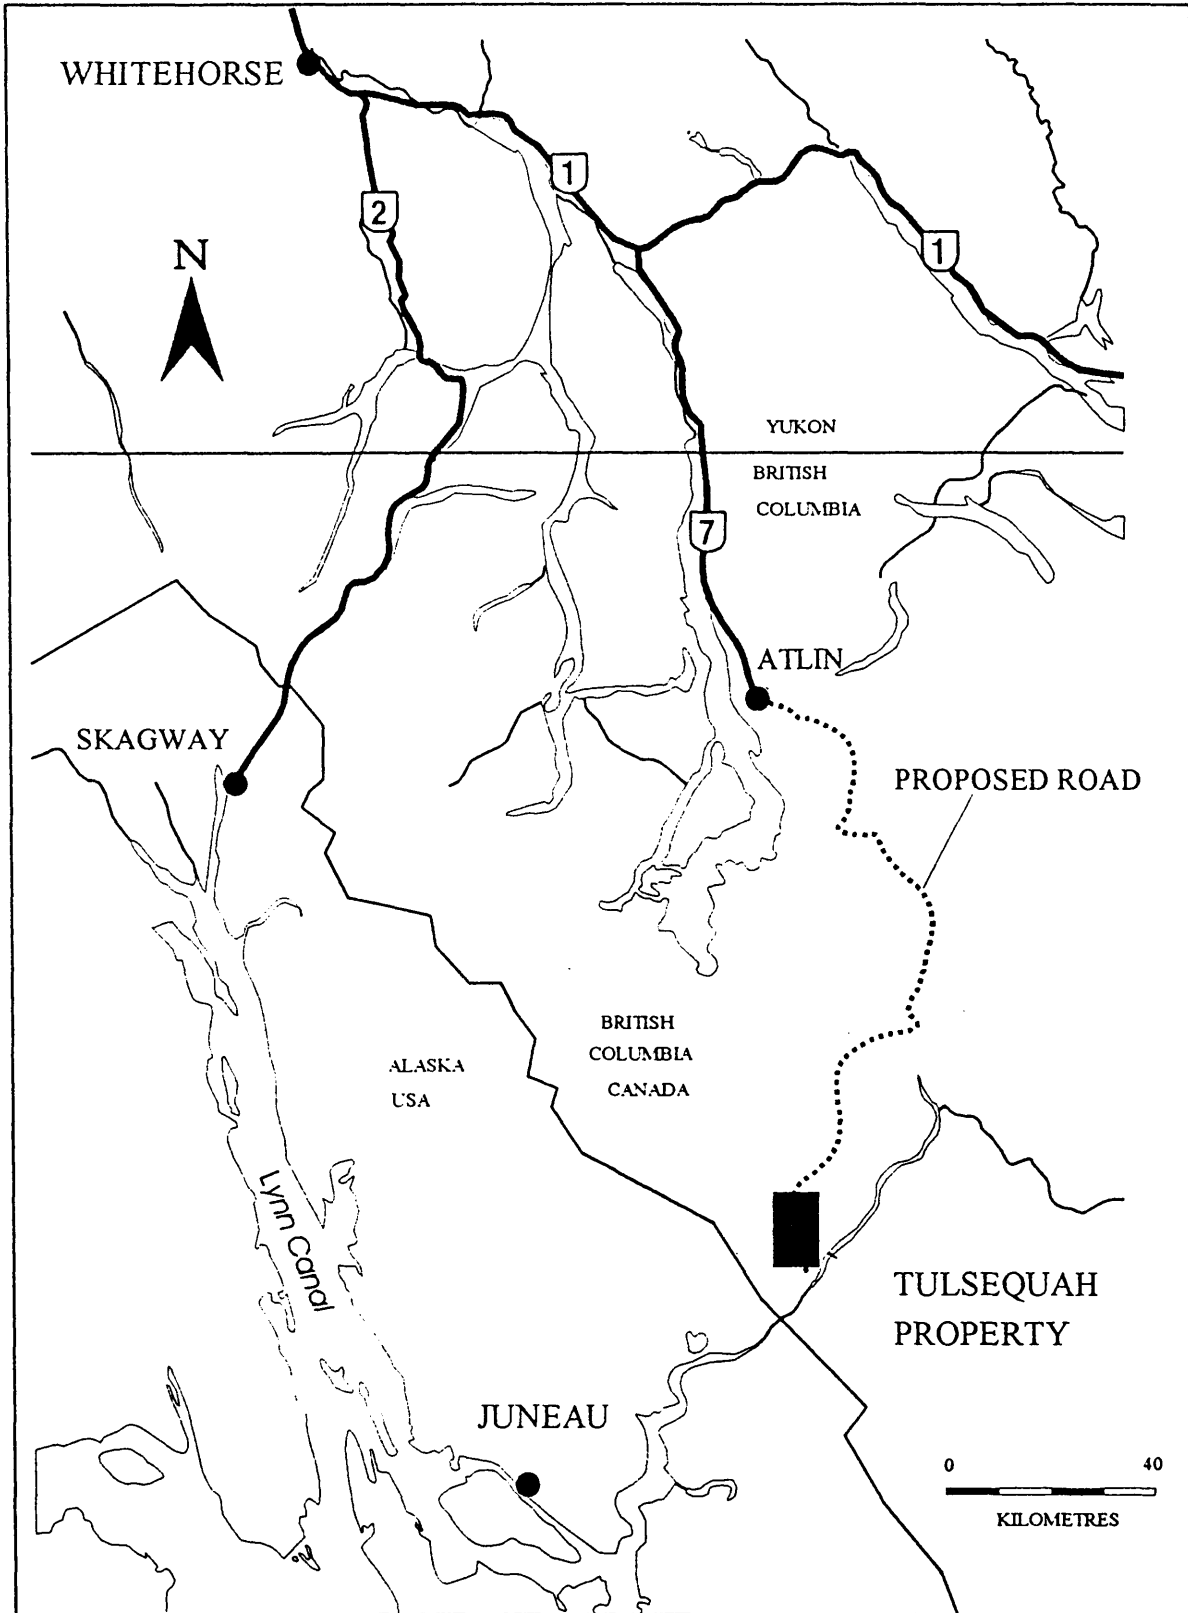 WHITEHORSE
1
2
1
N
YUKON
BRITISH
COLUMBIA
7
ATLIN
SKAGWAY
PROPOSED ROAD
BRITISH
COLUMBIA
CANADA
ALASKA
USA
Lynn Canal
TULSEQUAH
PROPERTY
JUNEAU
0 40
KILOMETRES